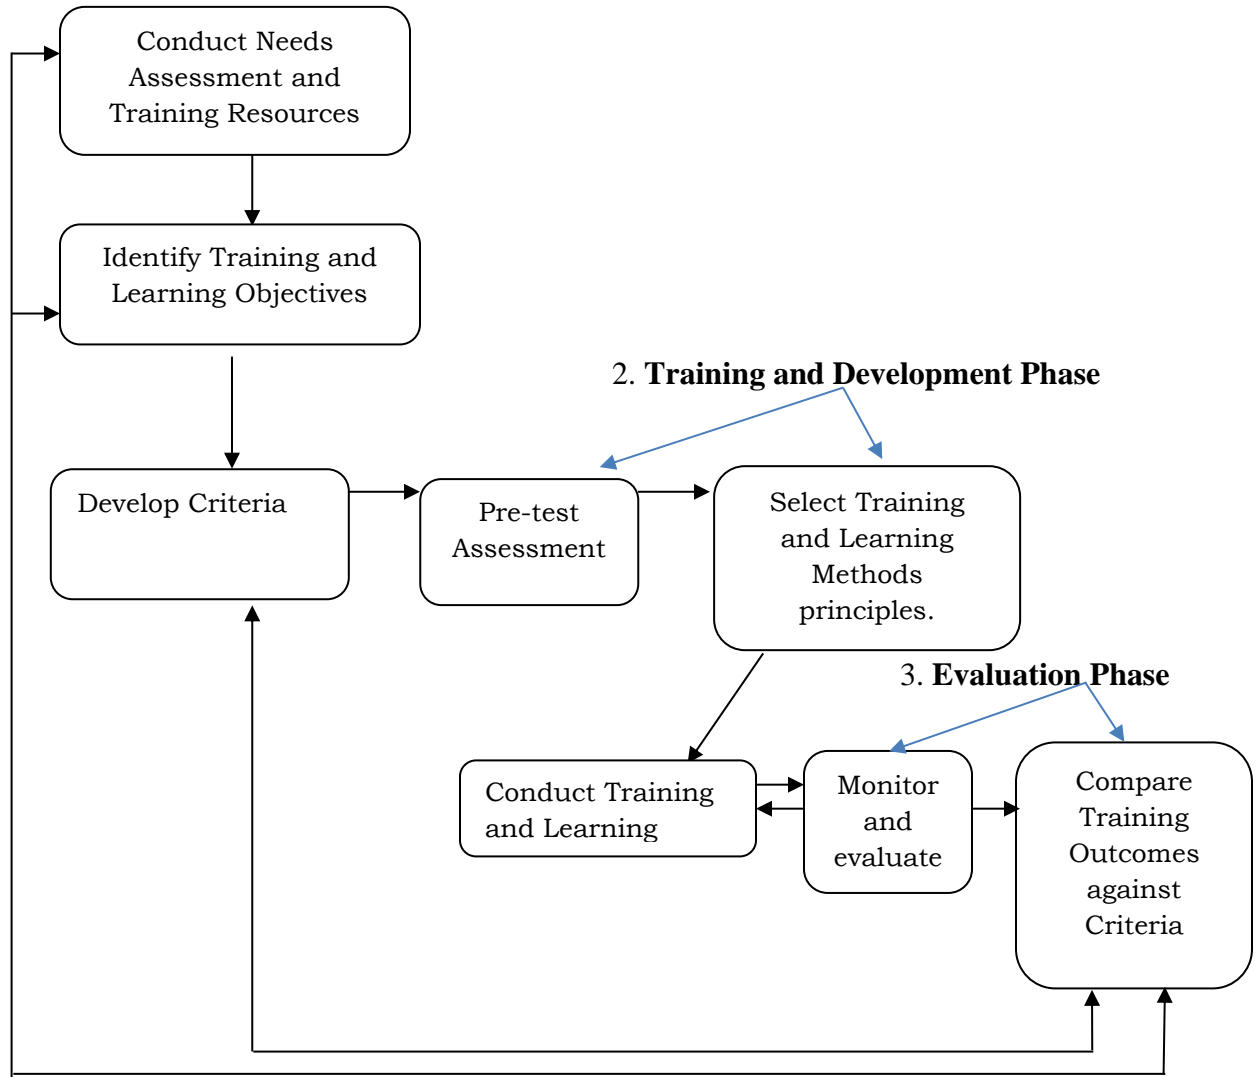 Conduct Needs
Assessment and
Training Resources
Identify Training and
Learning Objectives
2. Training and Development Phase
Develop Criteria
Pre-test
Assessment
Select Training
and Learning
Methods
principles.
3. Evaluation Phase
Conduct Training
and Learning
Monitor
and
evaluate
Compare
Training
Outcomes
against
Criteria